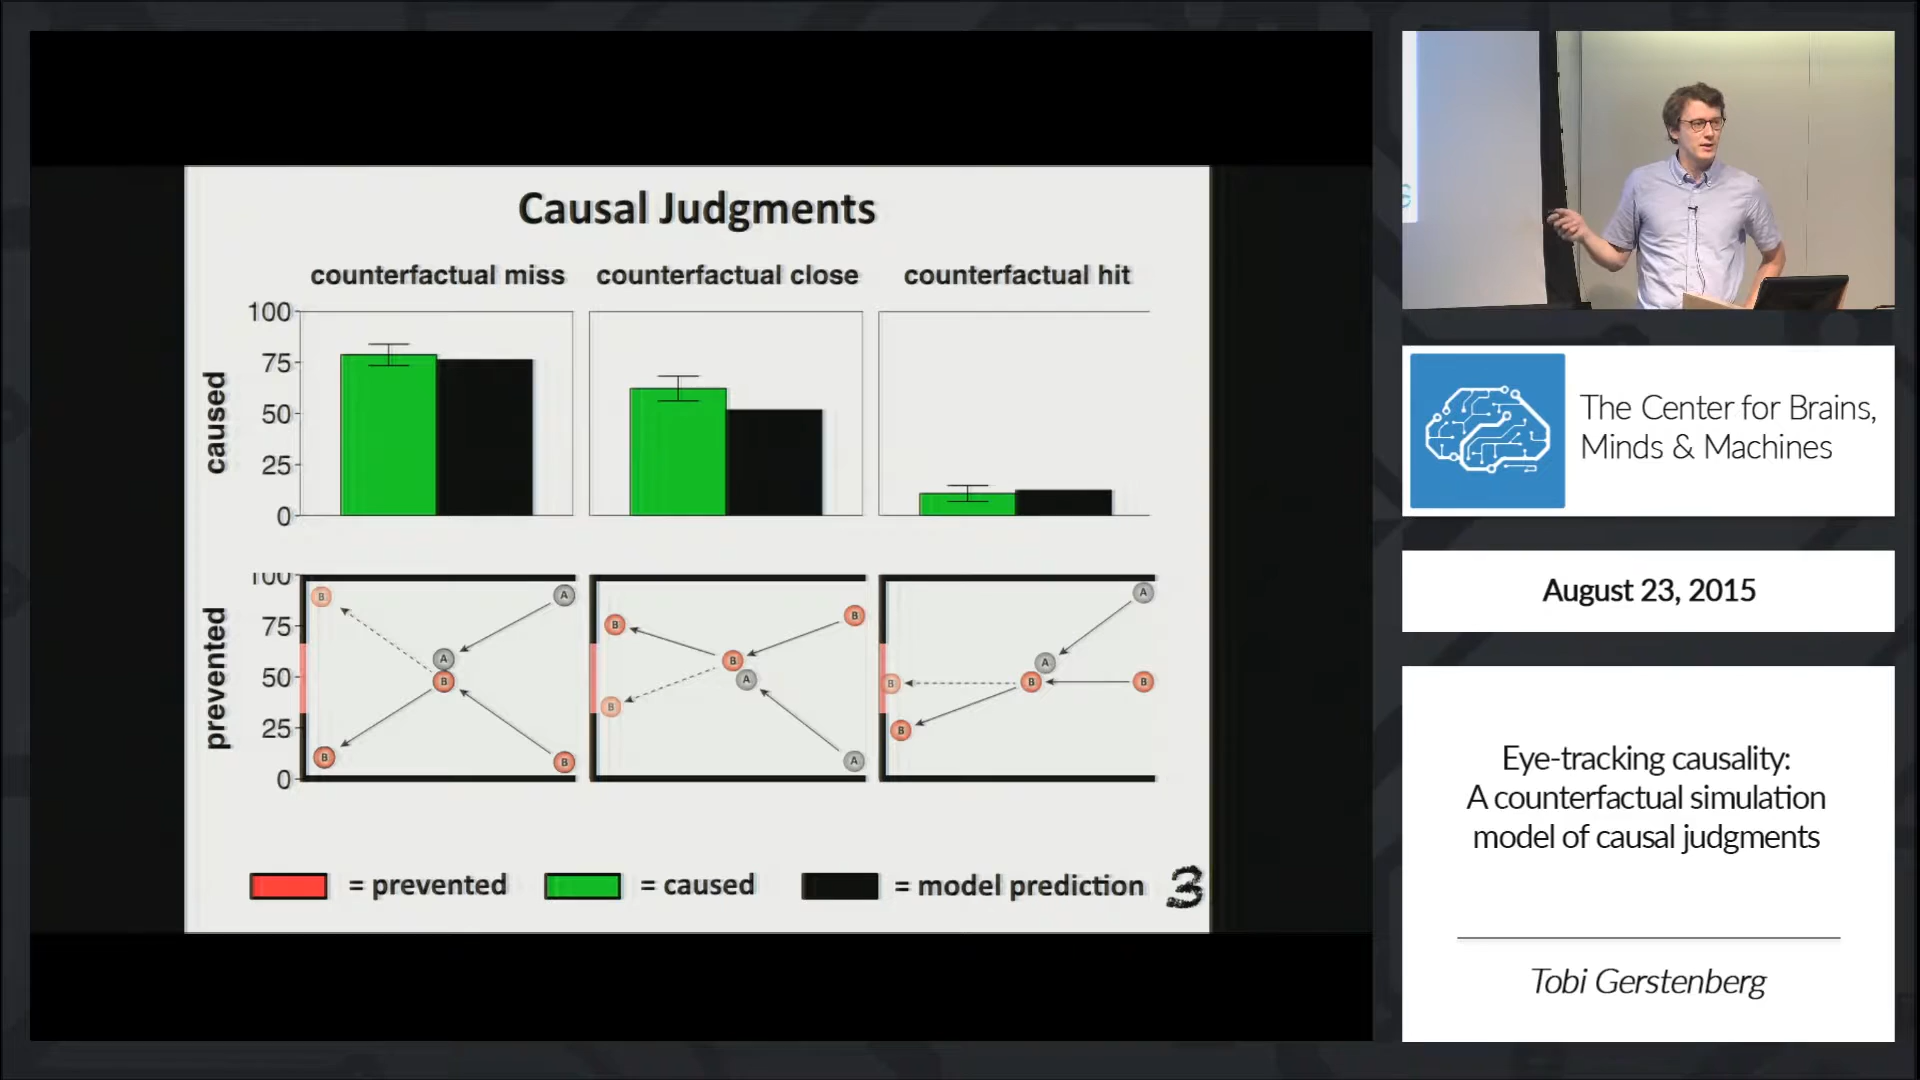 Causal Judgments
counterfactual miss
counterfactual close
counterfactual hit
caused
100
75
50
25
0
prevented
100
75
50
25
0
B
A
A
B
B
B
B
B
B
A
B
A
A
A
B
B
B
B
= prevented
= caused
= model prediction
3
The Center for Brains,
Minds & Machines
August 23, 2015
Eye-tracking causality:
A counterfactual simulation
model of causal judgments
Tobi Gerstenberg